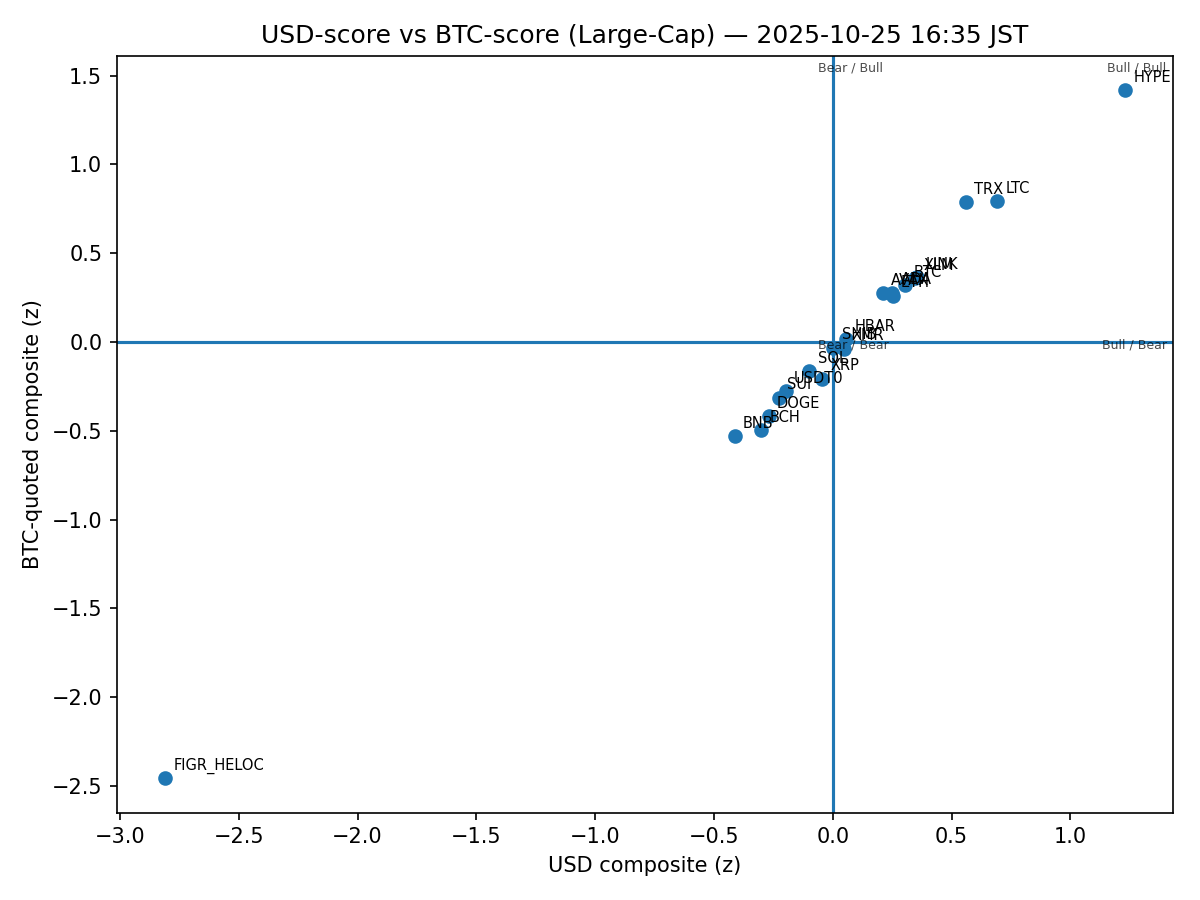 USD-score vs BTC-score (Large-Cap) — 2025-10-25 16:35 JST
Bear / Bull
Bull / Bull
HYPE
TRX
LTC
LINK
BTC
HBAR
XMR
Bear / Bear
Bull / Bear
SOL
XRP
USDT0
SUI
DOGE
BCH
BNB
FIGR_HELOC
1.5
1.0
0.5
0.0
−0.5
−1.0
−1.5
−2.0
−2.5
BTC-quoted composite (z)
−3.0
−2.5
−2.0
−1.5
−1.0
−0.5
0.0
0.5
1.0
USD composite (z)